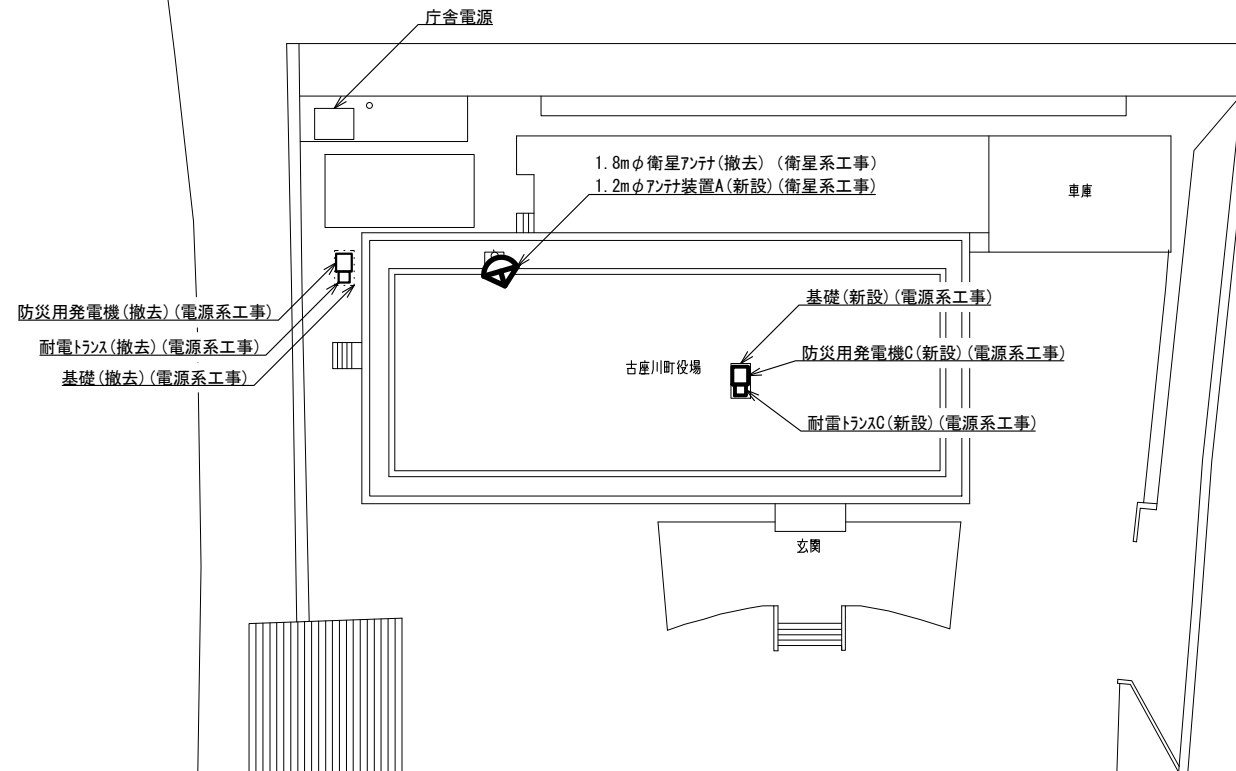 庁舎電源
1.8mφ衛星ｱﾝﾃﾅ(撤去) (衛星系工事)
1.2mφｱﾝﾃﾅ装置A(新設)(衛星系工事)
車庫
防災用発電機(撤去)(電源系工事)
耐電ﾄﾗﾝｽ(撤去)(電源系工事)
基礎(撤去)(電源系工事)
基礎(新設)(電源系工事)
古座川町役場
防災用発電機C(新設)(電源系工事)
耐雷ﾄﾗﾝｽC(新設)(電源系工事)
玄関